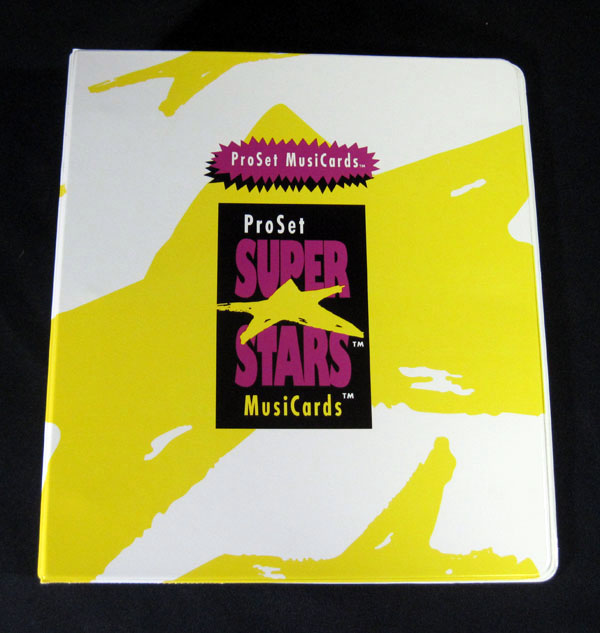 ProSet MusiCards™
ProSet
SUPER
STARS™
MusiCards™